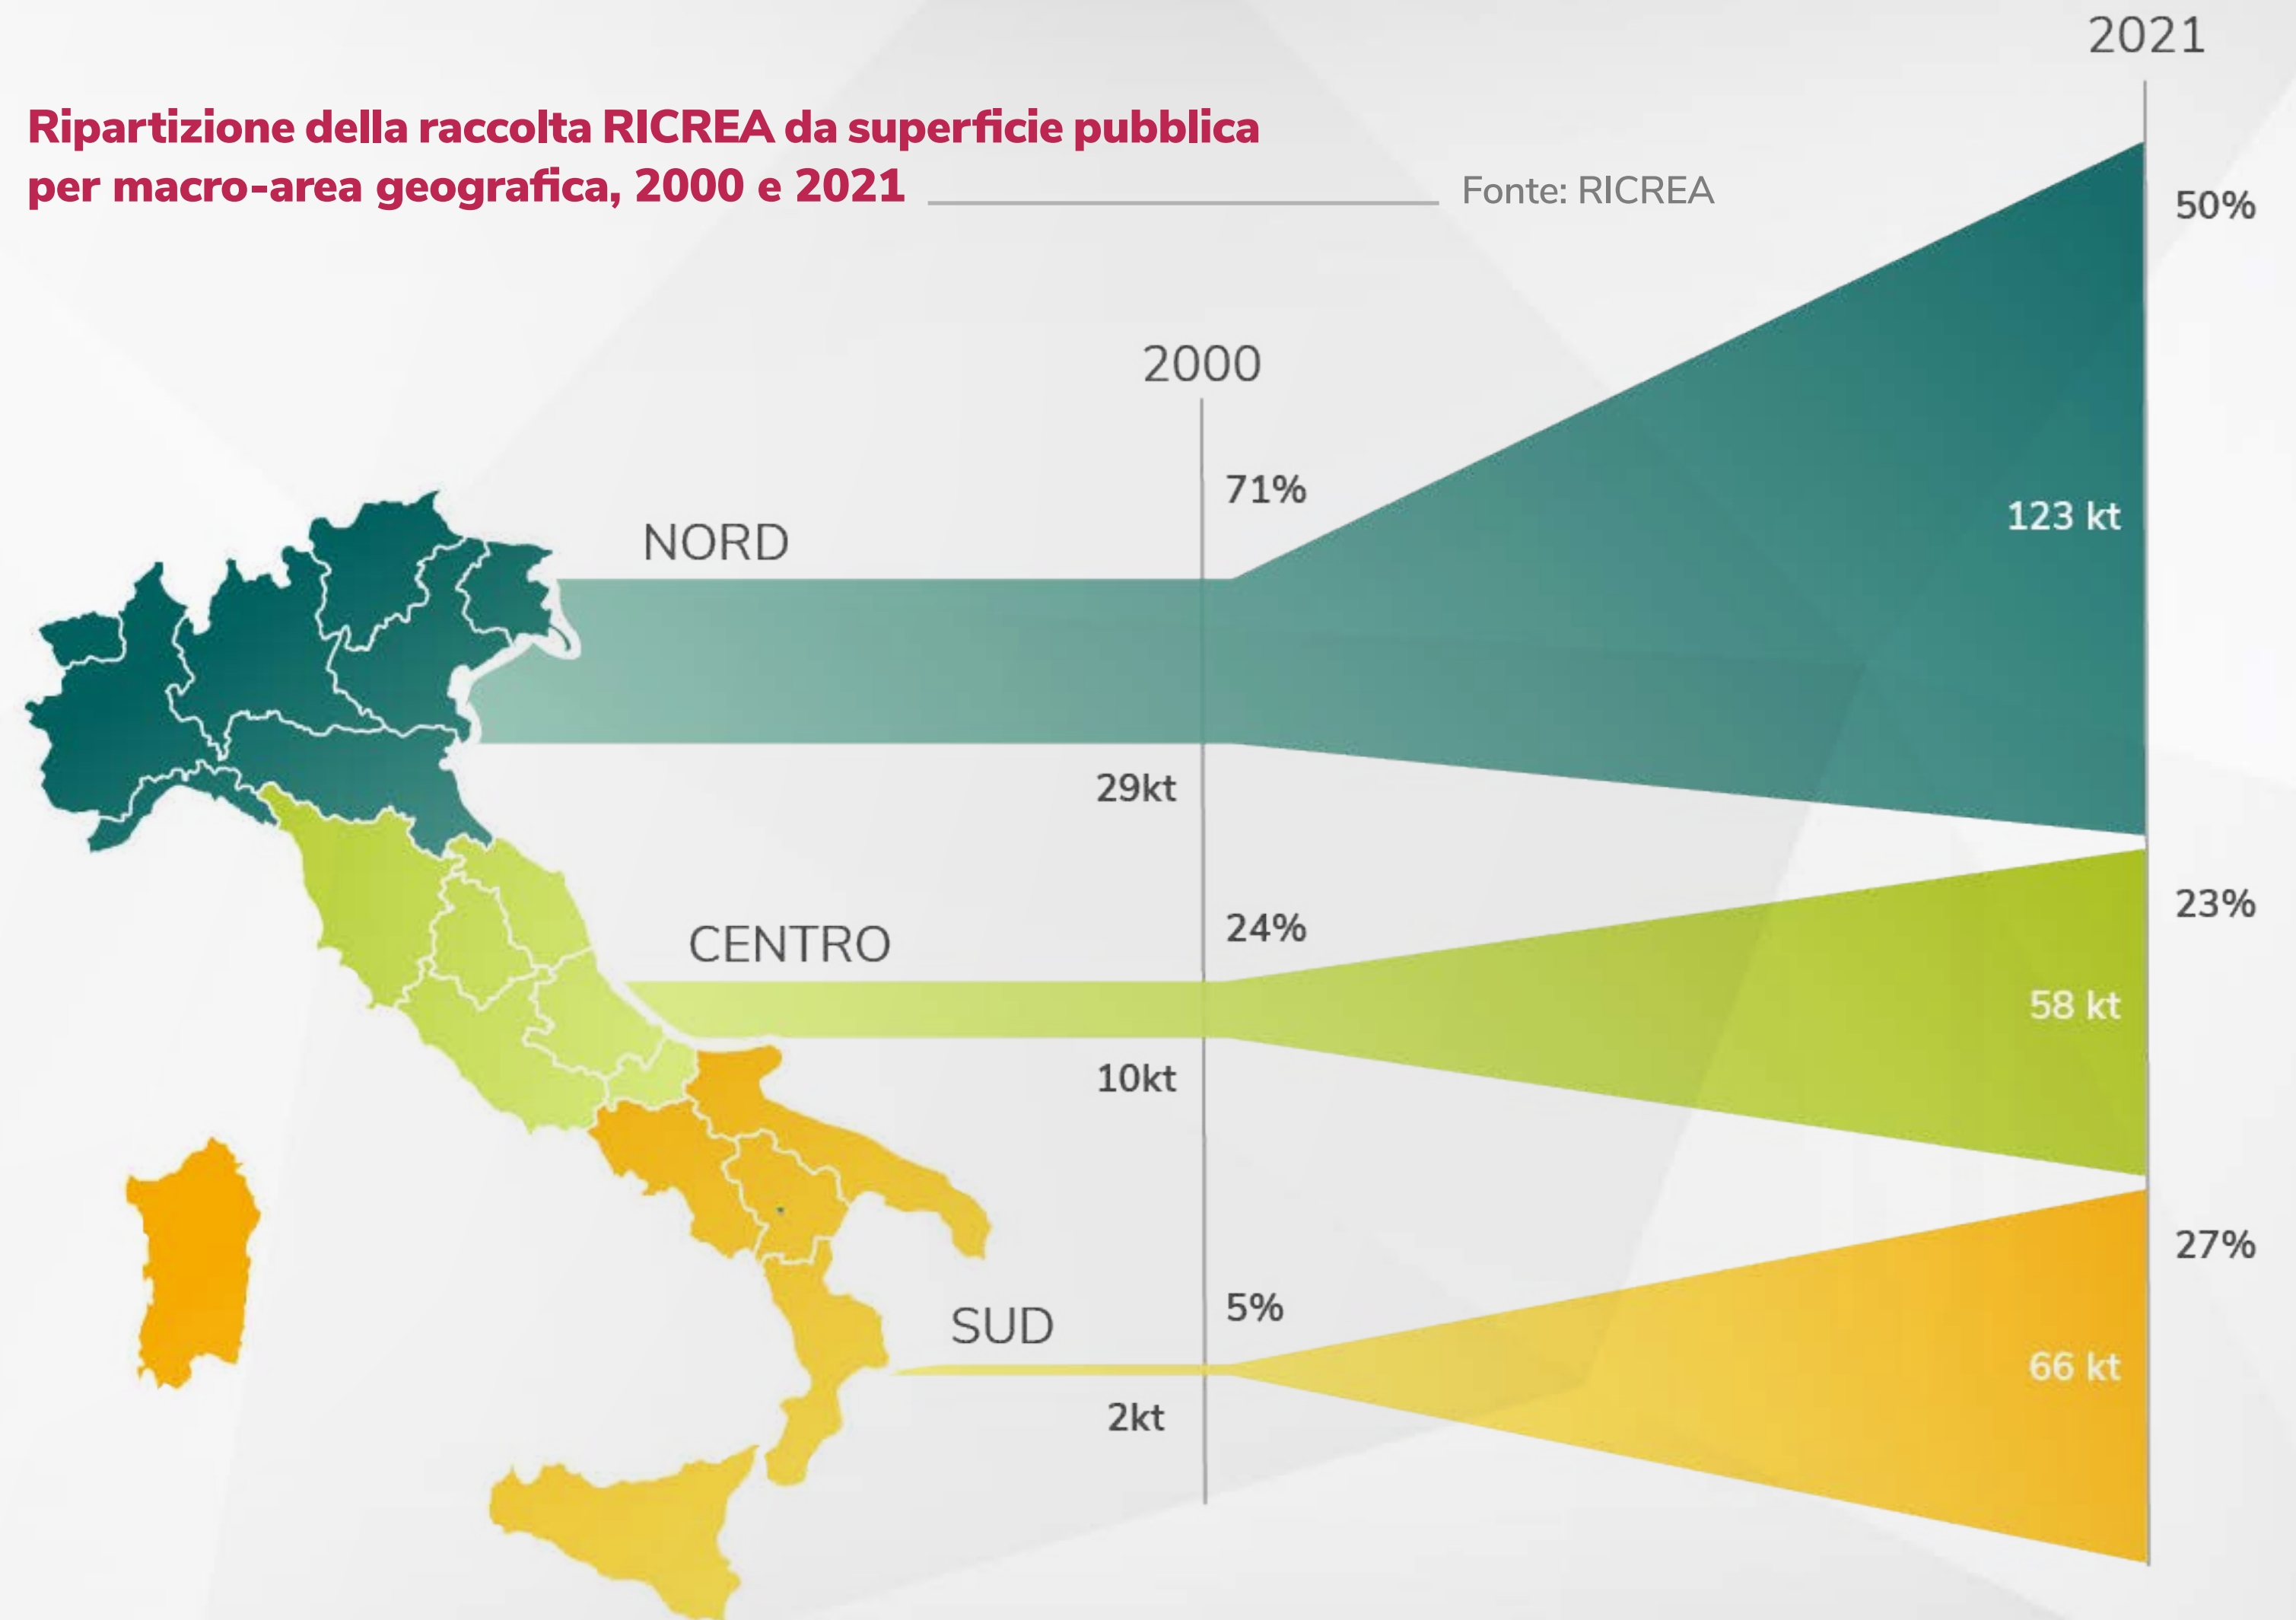 2021
Ripartizione della raccolta RICREA da superficie pubblica
per macro-area geografica, 2000 e 2021
Fonte: RICREA
50%
2000
71%
123 kt
NORD
29kt
23%
24%
CENTRO
58 kt
10kt
27%
5%
SUD
66 kt
2kt